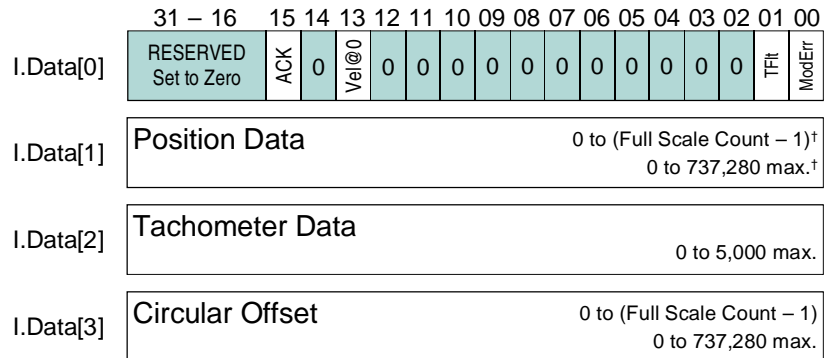 31 – 16 15 14 13 12 11 10 09 08 07 06 05 04 03 02 01 00
I.Data[0]
RESERVED
Set to Zero
ACK
0
Vel@0
0 0 0 0 0 0 0 0 0 0 0
TFlt
ModErr
I.Data[1]
Position Data
0 to (Full Scale Count – 1)†
0 to 737,280 max.†
I.Data[2]
Tachometer Data
0 to 5,000 max.
I.Data[3]
Circular Offset
0 to (Full Scale Count – 1)
0 to 737,280 max.